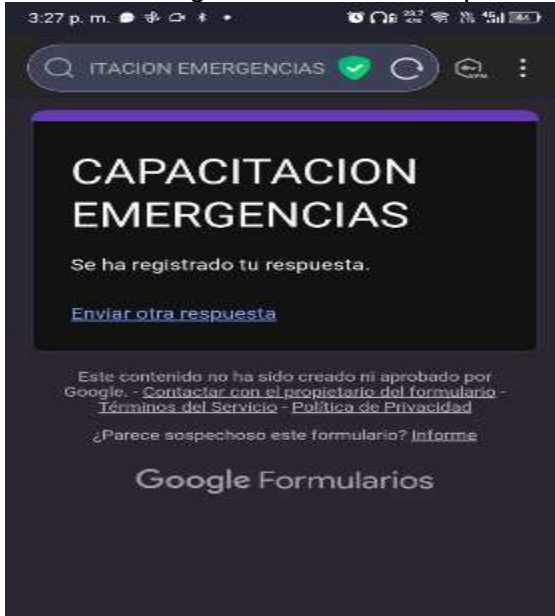 3:27 p. m.
ITACION EMERGENCIAS
CAPACITACION
EMERGENCIAS
Se ha registrado tu respuesta.
Enviar otra respuesta
Este contenido no ha sido creado ni aprobado por
Google. - Contactar con el propietario del formulario -
Términos del Servicio - Política de Privacidad
¿Parece sospechoso este formulario? Informe
Google Formularios